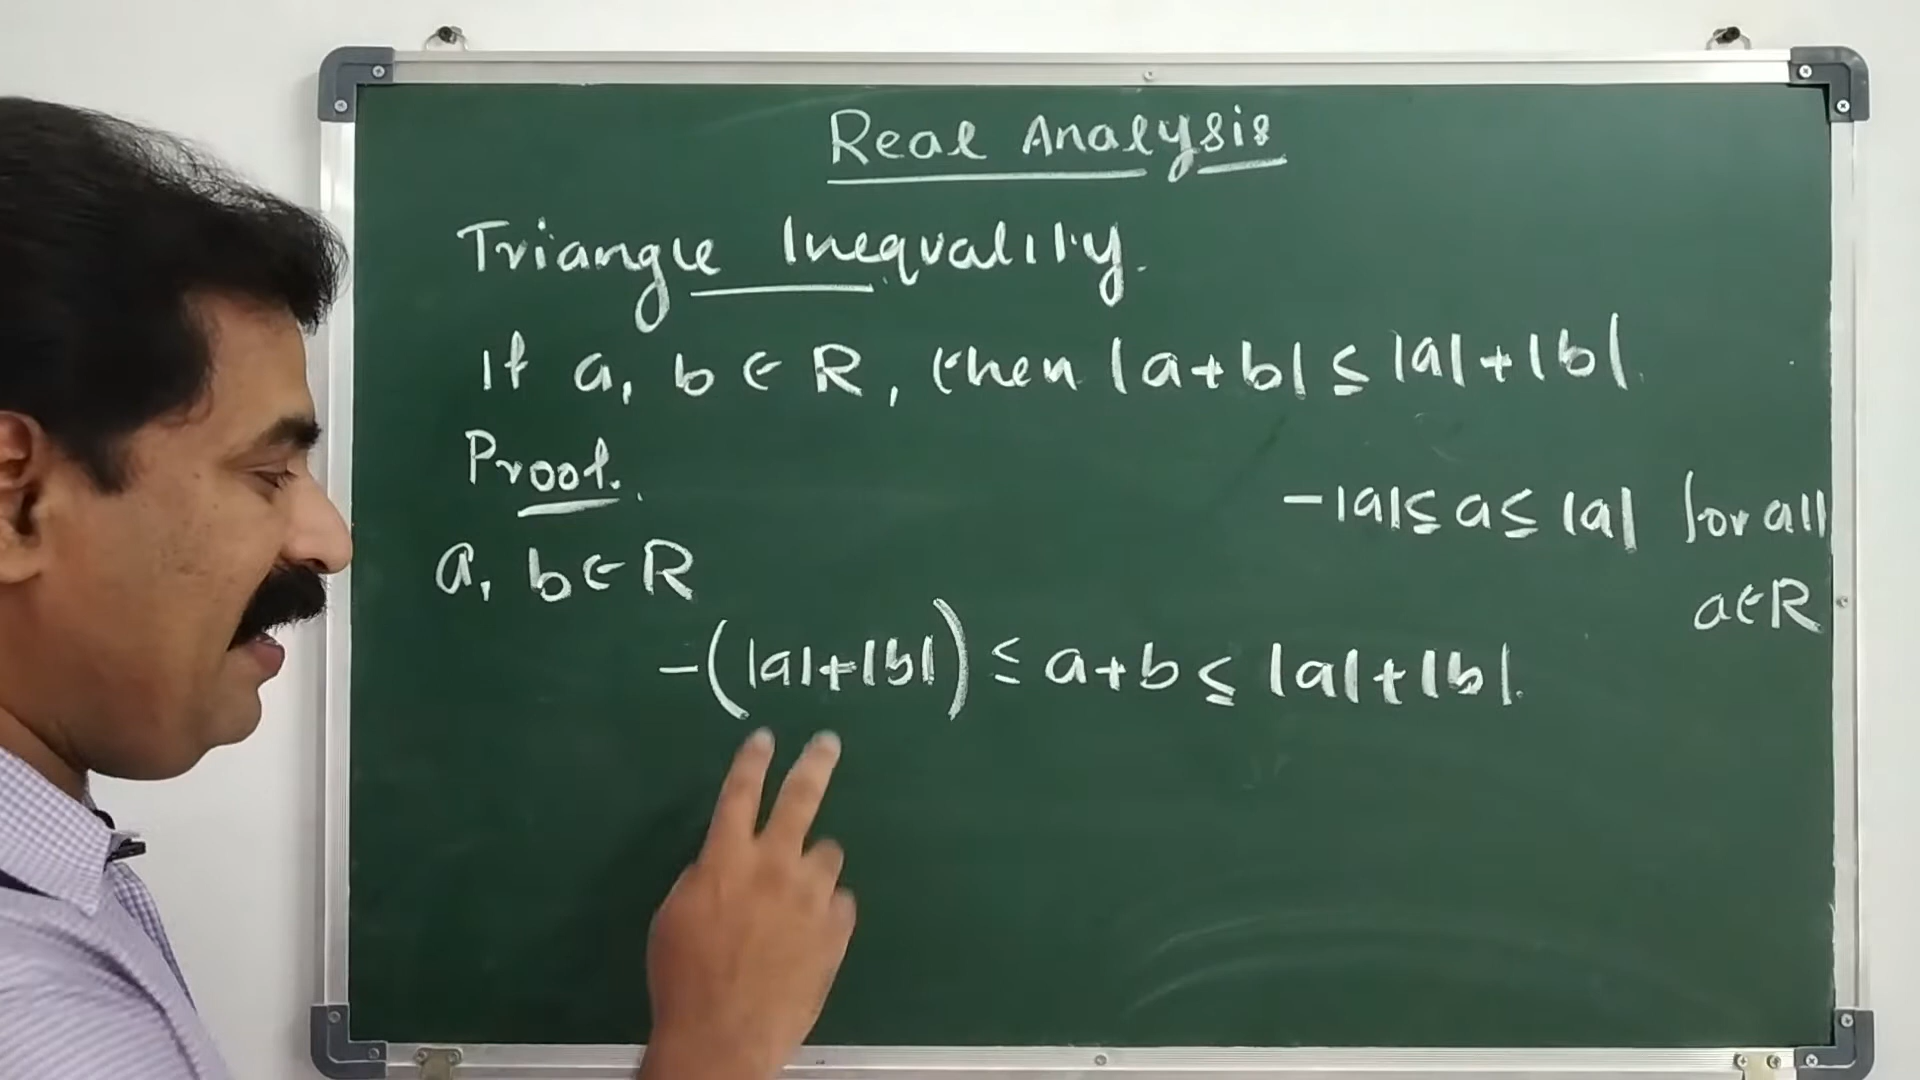 Real Analysis
Triangle Inequality.
If a, b ∈ R, then |a+b| ≤ |a|+|b|.
Proof.
-|a| ≤ a ≤ |a| for all
a, b ∈ R
a ∈ R
-(|a|+|b|) ≤ a+b ≤ |a|+|b|.